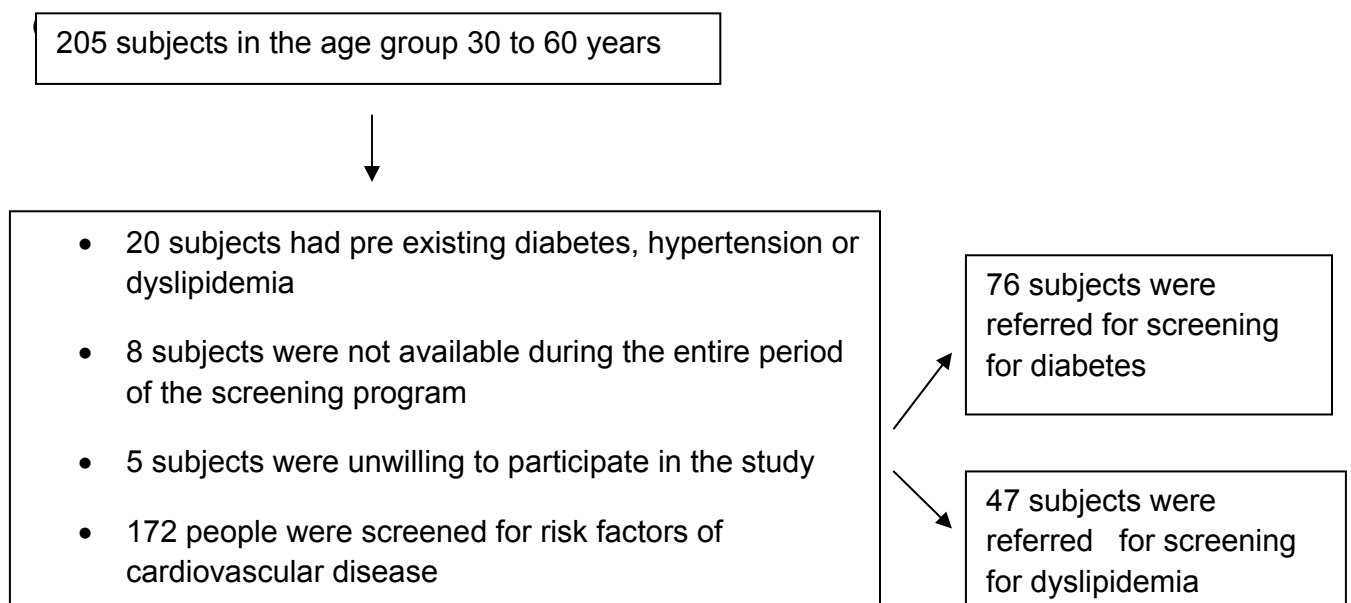 205 subjects in the age group 30 to 60 years
• 20 subjects had pre existing diabetes, hypertension or
dyslipidemia
• 8 subjects were not available during the entire period
of the screening program
• 5 subjects were unwilling to participate in the study
• 172 people were screened for risk factors of
cardiovascular disease
76 subjects were
referred for screening
for diabetes
47 subjects were
referred for screening
for dyslipidemia